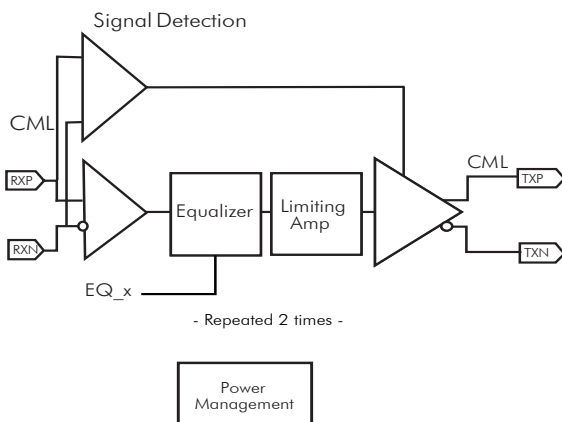 Signal Detection
CML
RXP
RXN
Equalizer
Limiting
Amp
CML
TXP
TXN
EQ_x
- Repeated 2 times -
Power
Management